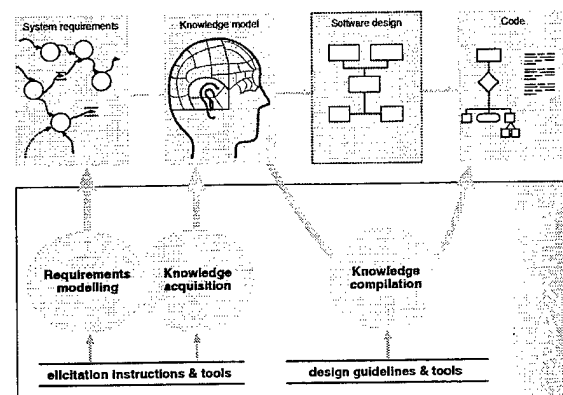 System requirements
Knowledge model
Software design
Code
Requirements
modelling
Knowledge
acquisition
Knowledge
compilation
elicitation instructions & tools
design guidelines & tools